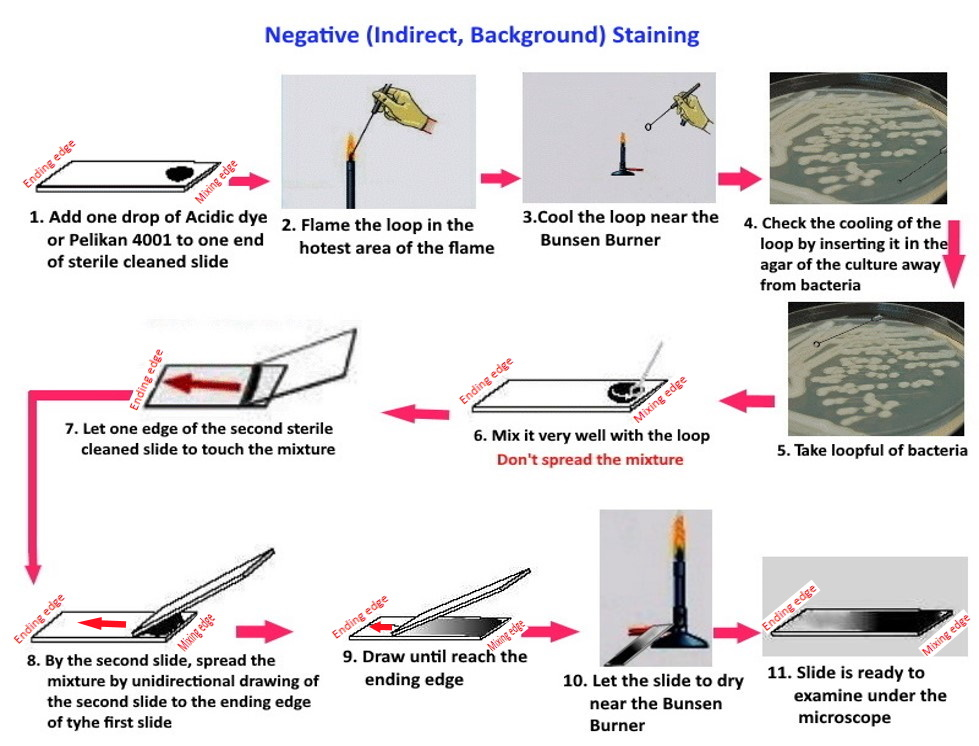 Negative (Indirect, Background) Staining
Ending edge
Mixing edge
1. Add one drop of Acidic dye
or Pelikan 4001 to one end
of sterile cleaned slide
2. Flame the loop in the
hotest area of the flame
3.Cool the loop near the
Bunsen Burner
4. Check the cooling of the
loop by inserting it in the
agar of the culture away
from bacteria
5. Take loopful of bacteria
Ending edge
Mixing edge
6. Mix it very well with the loop
Don't spread the mixture
Ending edge
7. Let one edge of the second sterile
cleaned slide to touch the mixture
Ending edge
Mixing edge
8. By the second slide, spread the
mixture by unidirectional drawing of
the second slide to the ending edge
of tyhe first slide
Ending edge
Mixing edge
9. Draw until reach the
ending edge
10. Let the slide to dry
near the Bunsen
Burner
Ending edge
Mixing edge
11. Slide is ready to
examine under the
microscope